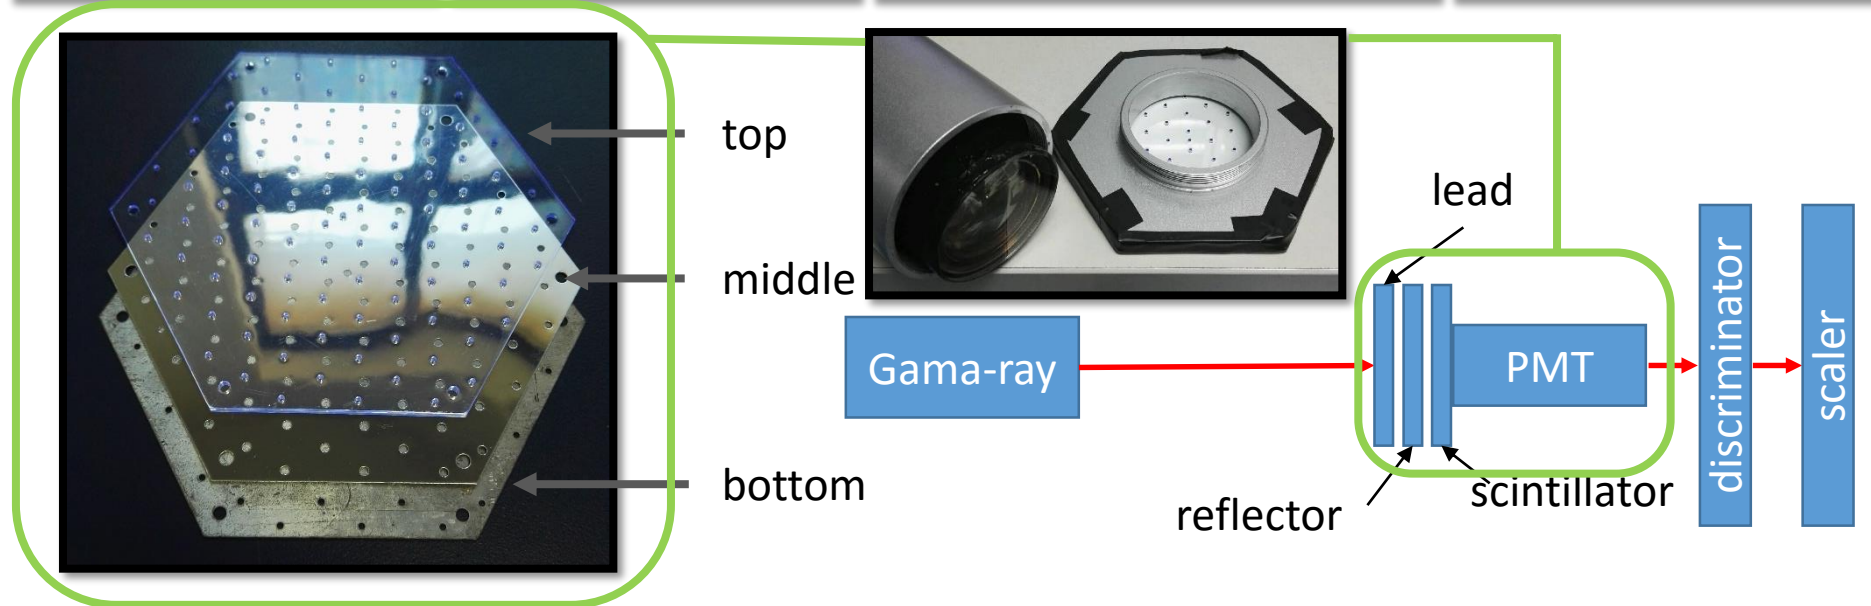 top
middle
bottom
Gama-ray
lead
reflector
scintillator
PMT
discriminator
scaler